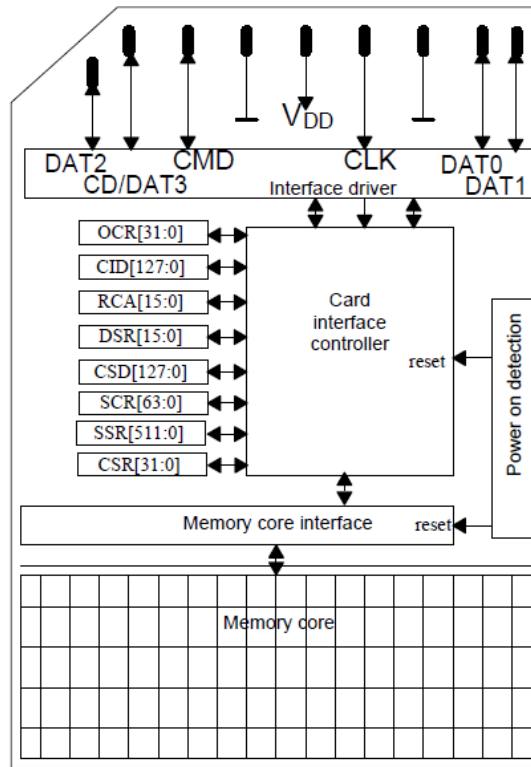 VDD
DAT2
CD/DAT3
CMD
CLK
DAT0
DAT1
Interface driver
OCR[31:0]
CID[127:0]
RCA[15:0]
DSR[15:0]
CSD[127:0]
SCR[63:0]
SSR[511:0]
CSR[31:0]
Card
interface
controller
reset
Power on detection
Memory core interface
reset
Memory core